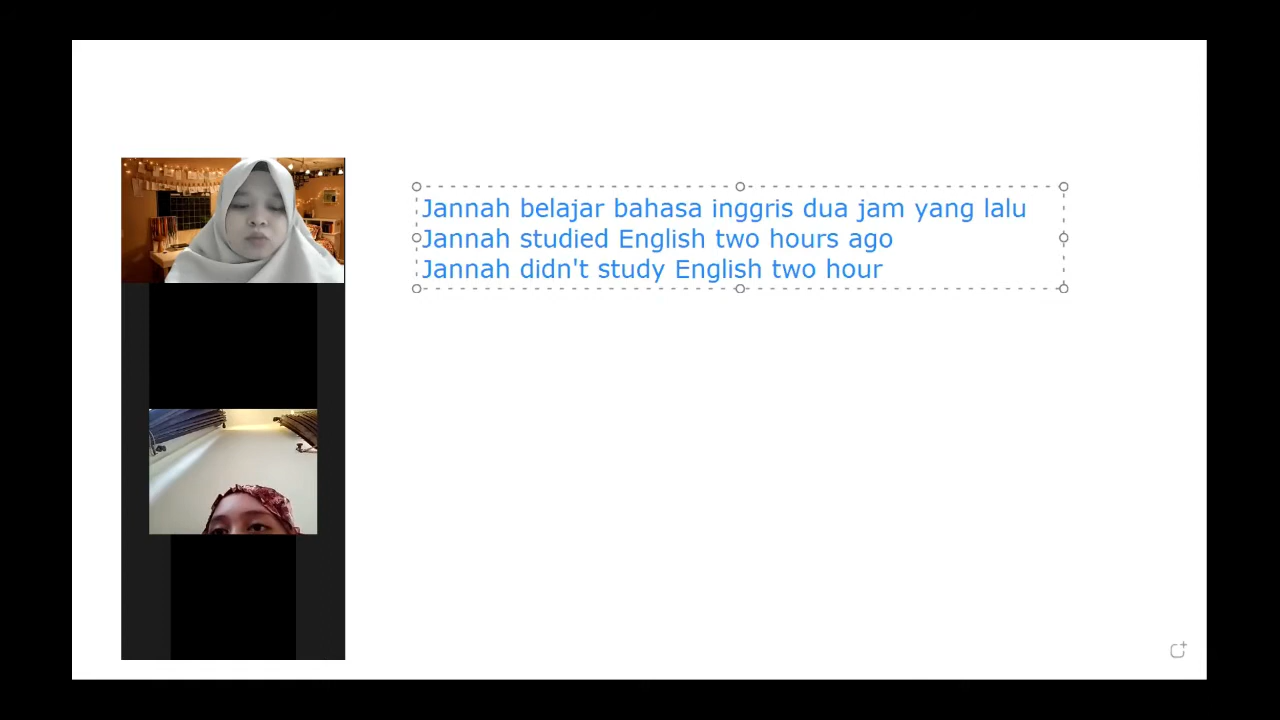 Jannah belajar bahasa inggris dua jam yang lalu
Jannah studied English two hours ago
Jannah didn't study English two hour